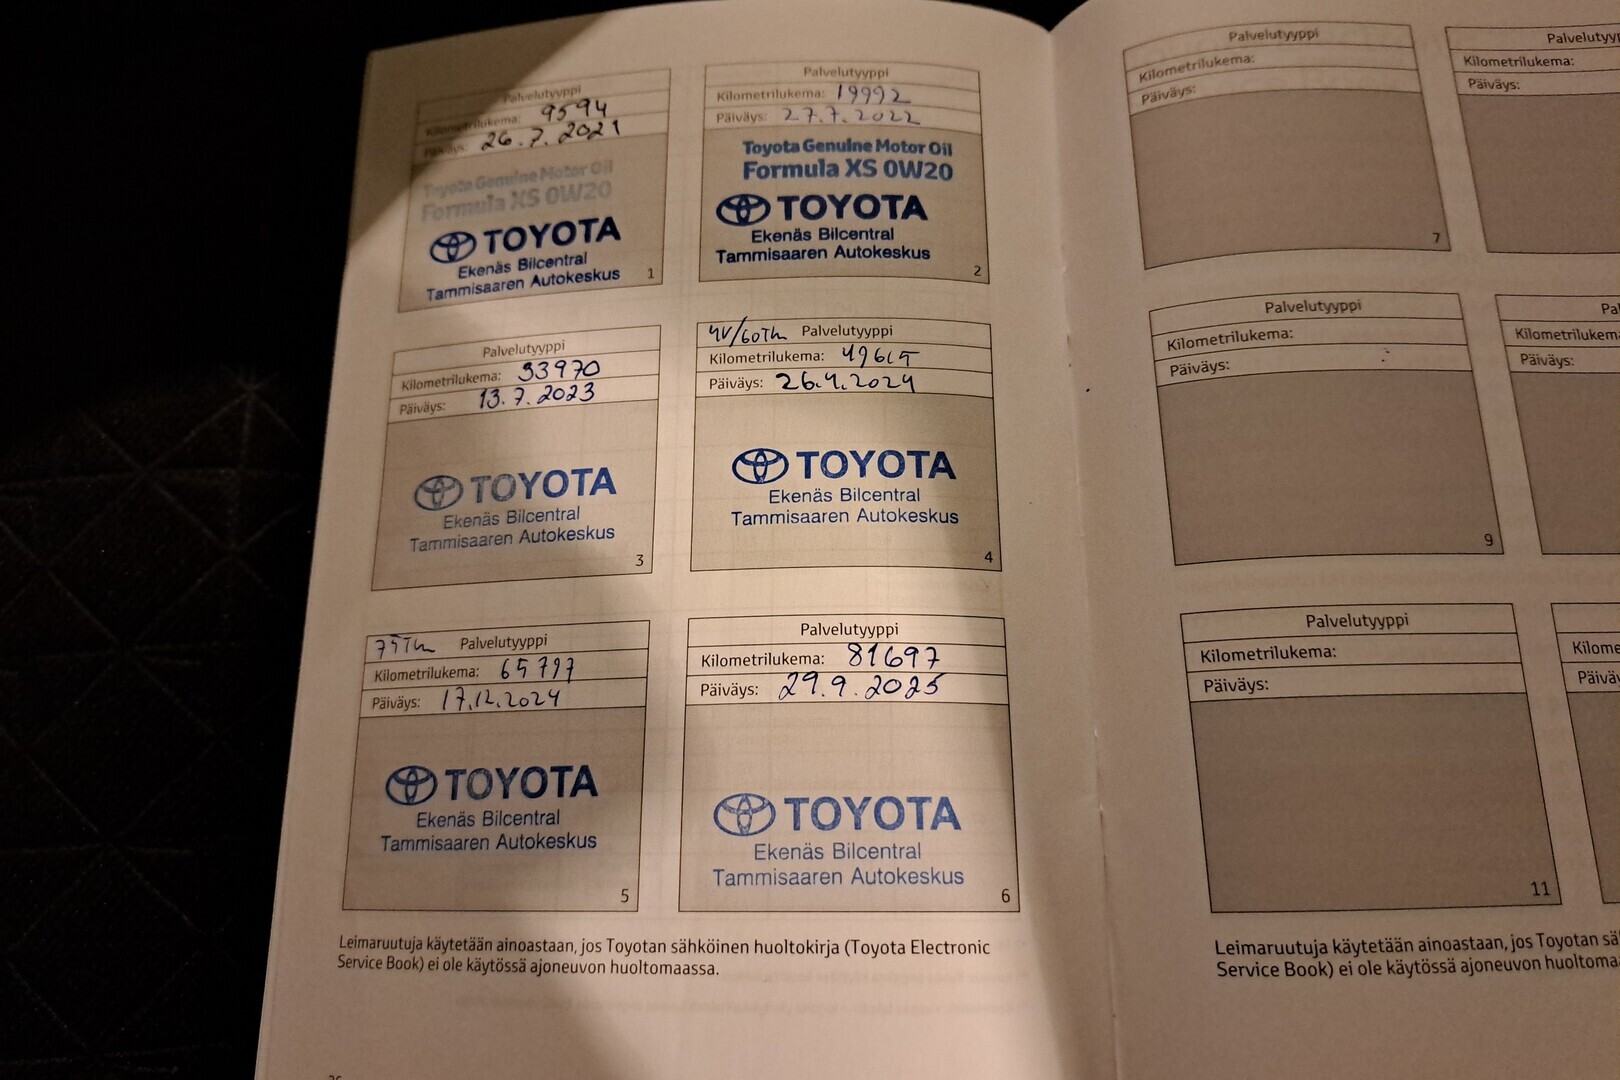 Palvelutyyppi
Kilometrilukema: 9594
Päiväys: 26.7.2021
Toyota Genuine Motor Oil
Formula XS 0W20
TOYOTA
Ekenäs Bilcentral
Tammisaaren Autokeskus
1
Palvelutyyppi
Kilometrilukema: 19992
Päiväys: 27.7.2022
Toyota Genuine Motor Oil
Formula XS 0W20
TOYOTA
Ekenäs Bilcentral
Tammisaaren Autokeskus
2
Palvelutyyppi
Kilometrilukema: 33970
Päiväys: 13.7.2023
TOYOTA
Ekenäs Bilcentral
Tammisaaren Autokeskus
3
4V/60Th Palvelutyyppi
Kilometrilukema:
Päiväys: 26.4.2024
TOYOTA
Ekenäs Bilcentral
Tammisaaren Autokeskus
4
75Th Palvelutyyppi
Kilometrilukema: 65797
Päiväys: 17.12.2024
TOYOTA
Ekenäs Bilcentral
Tammisaaren Autokeskus
5
Palvelutyyppi
Kilometrilukema: 81697
Päiväys: 29.9.2025
TOYOTA
Ekenäs Bilcentral
Tammisaaren Autokeskus
6
Leimaruutuja käytetään ainoastaan, jos Toyotan sähköinen huoltokirja (Toyota Electronic
Service Book) ei ole käytössä ajoneuvon huoltomaassa.
Palvelutyyppi
Kilometrilukema:
Päiväys:
7
Palvelutyy
Kilometrilukema:
Päiväys:
Palvelutyyppi
Kilometrilukema:
Päiväys:
9
Pal
Kilometrilukema
Päiväys:
Palvelutyyppi
Kilometrilukema:
Päiväys:
11
Kilome
Päivä
Leimaruutuja käytetään ainoastaan, jos Toyotan sä
Service Book) ei ole käytössä ajoneuvon huoltomaa